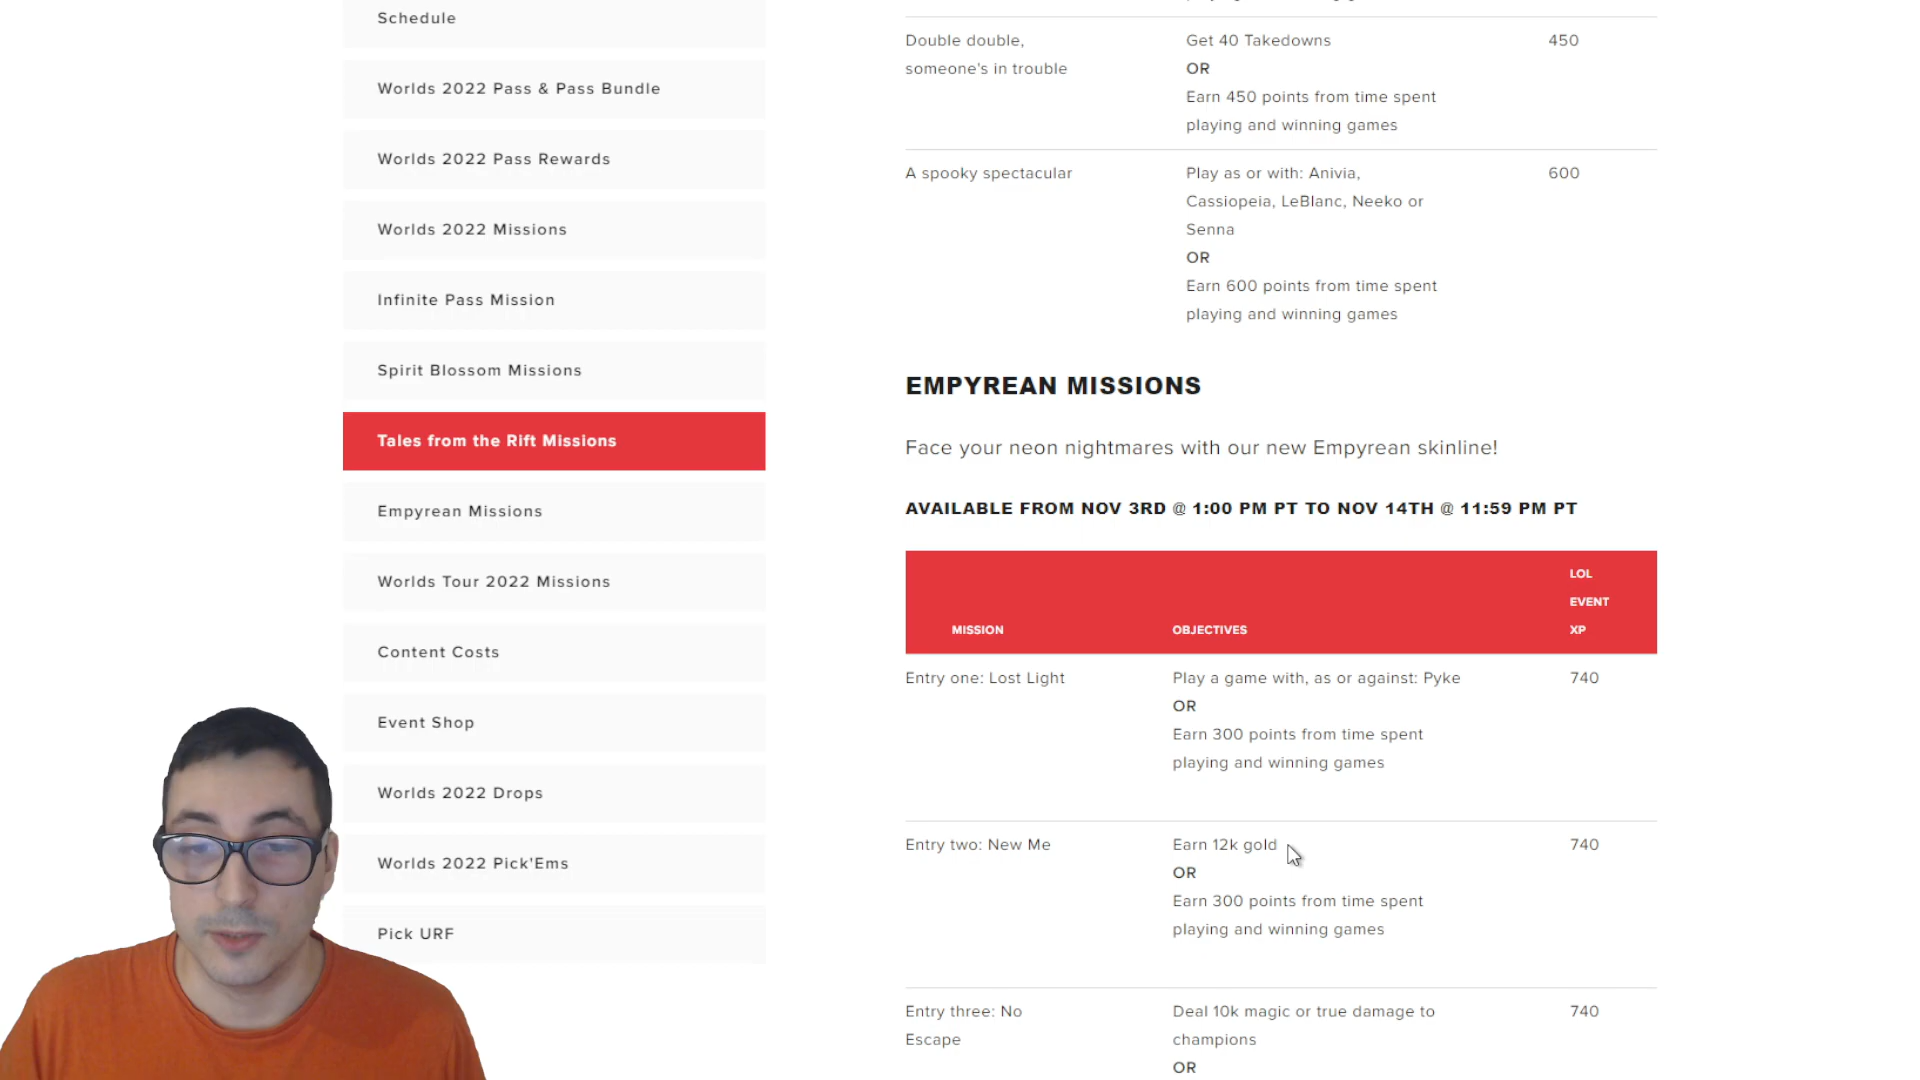 Schedule
Worlds 2022 Pass & Pass Bundle
Worlds 2022 Pass Rewards
Worlds 2022 Missions
Infinite Pass Mission
Spirit Blossom Missions
Tales from the Rift Missions
Empyrean Missions
Worlds Tour 2022 Missions
Content Costs
Event Shop
Worlds 2022 Drops
Worlds 2022 Pick'Ems
Pick URF
Double double,
someone's in trouble
Get 40 Takedowns
OR
Earn 450 points from time spent
playing and winning games
450
A spooky spectacular
Play as or with: Anivia,
Cassiopeia, LeBlanc, Neeko or
Senna
OR
Earn 600 points from time spent
playing and winning games
600
EMPYREAN MISSIONS
Face your neon nightmares with our new Empyrean skinline!
AVAILABLE FROM NOV 3RD @ 1:00 PM PT TO NOV 14TH @ 11:59 PM PT
MISSION
OBJECTIVES
LOL
EVENT
XP
Entry one: Lost Light
Play a game with, as or against: Pyke
OR
Earn 300 points from time spent
playing and winning games
740
Entry two: New Me
Earn 12k gold
OR
Earn 300 points from time spent
playing and winning games
740
Entry three: No
Escape
Deal 10k magic or true damage to
champions
OR
740